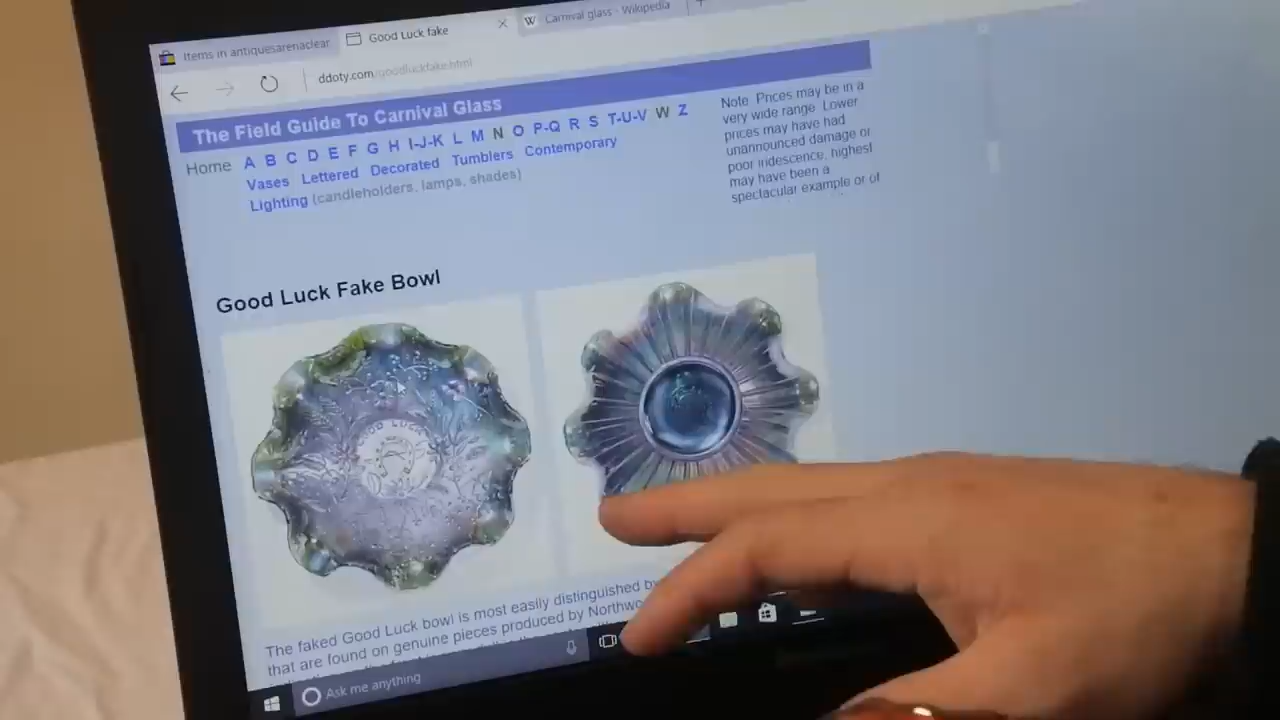 Items in antiquesarenaclear
Good Luck fake
Carnival glass - Wikipedia
ddoty.com/goodluckfake.html
The Field Guide To Carnival Glass
Home A B C D E F G H I-J-K L M N O P-Q R S T-U-V W Z
Vases Lettered Decorated Tumblers Contemporary
Lighting (candleholders, lamps, shades)
Note Prices may be in a
very wide range. Lower
prices may have had
unannounced damage or
poor iridescence, highest
may have been a
spectacular example or of
Good Luck Fake Bowl
GOOD LUCK
The faked Good Luck bowl is most easily distinguished by
that are found on genuine pieces produced by
Ask me anything